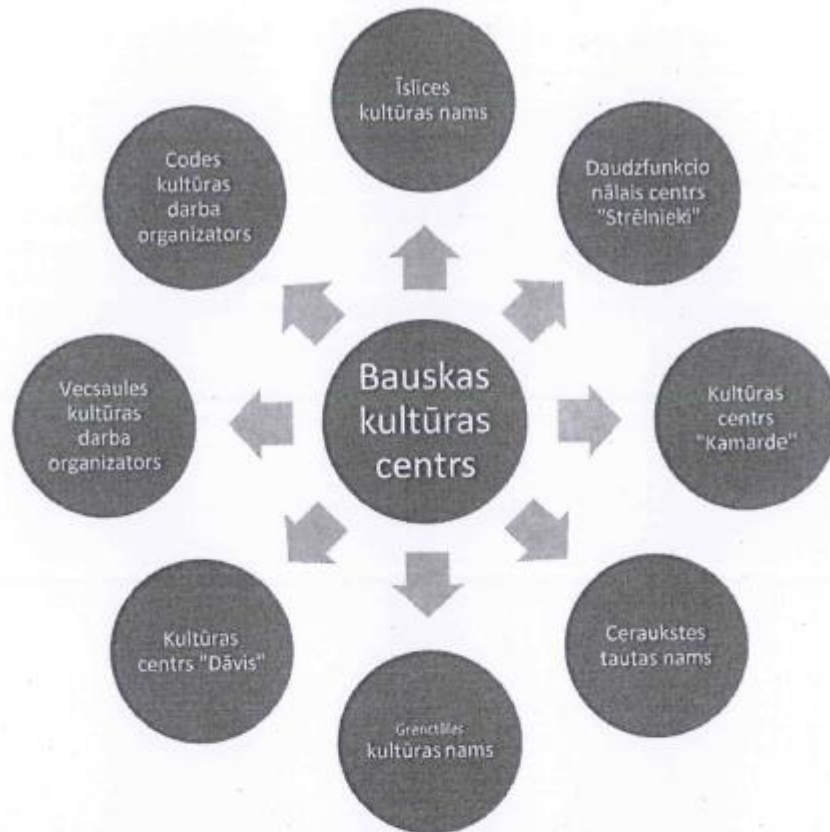 Īslīces
kultūras nams
Daudzfunkcio
nālais centrs
"Strēlnieki"
Kultūras
centrs
"Kamarde"
Ceraukstes
tautas nams
Grenctāles
kultūras nams
Kultūras
centrs "Dāvis"
Vecsaules
kultūras
darba
organizators
Codes
kultūras
darba
organizators
Bauskas
kultūras
centrs